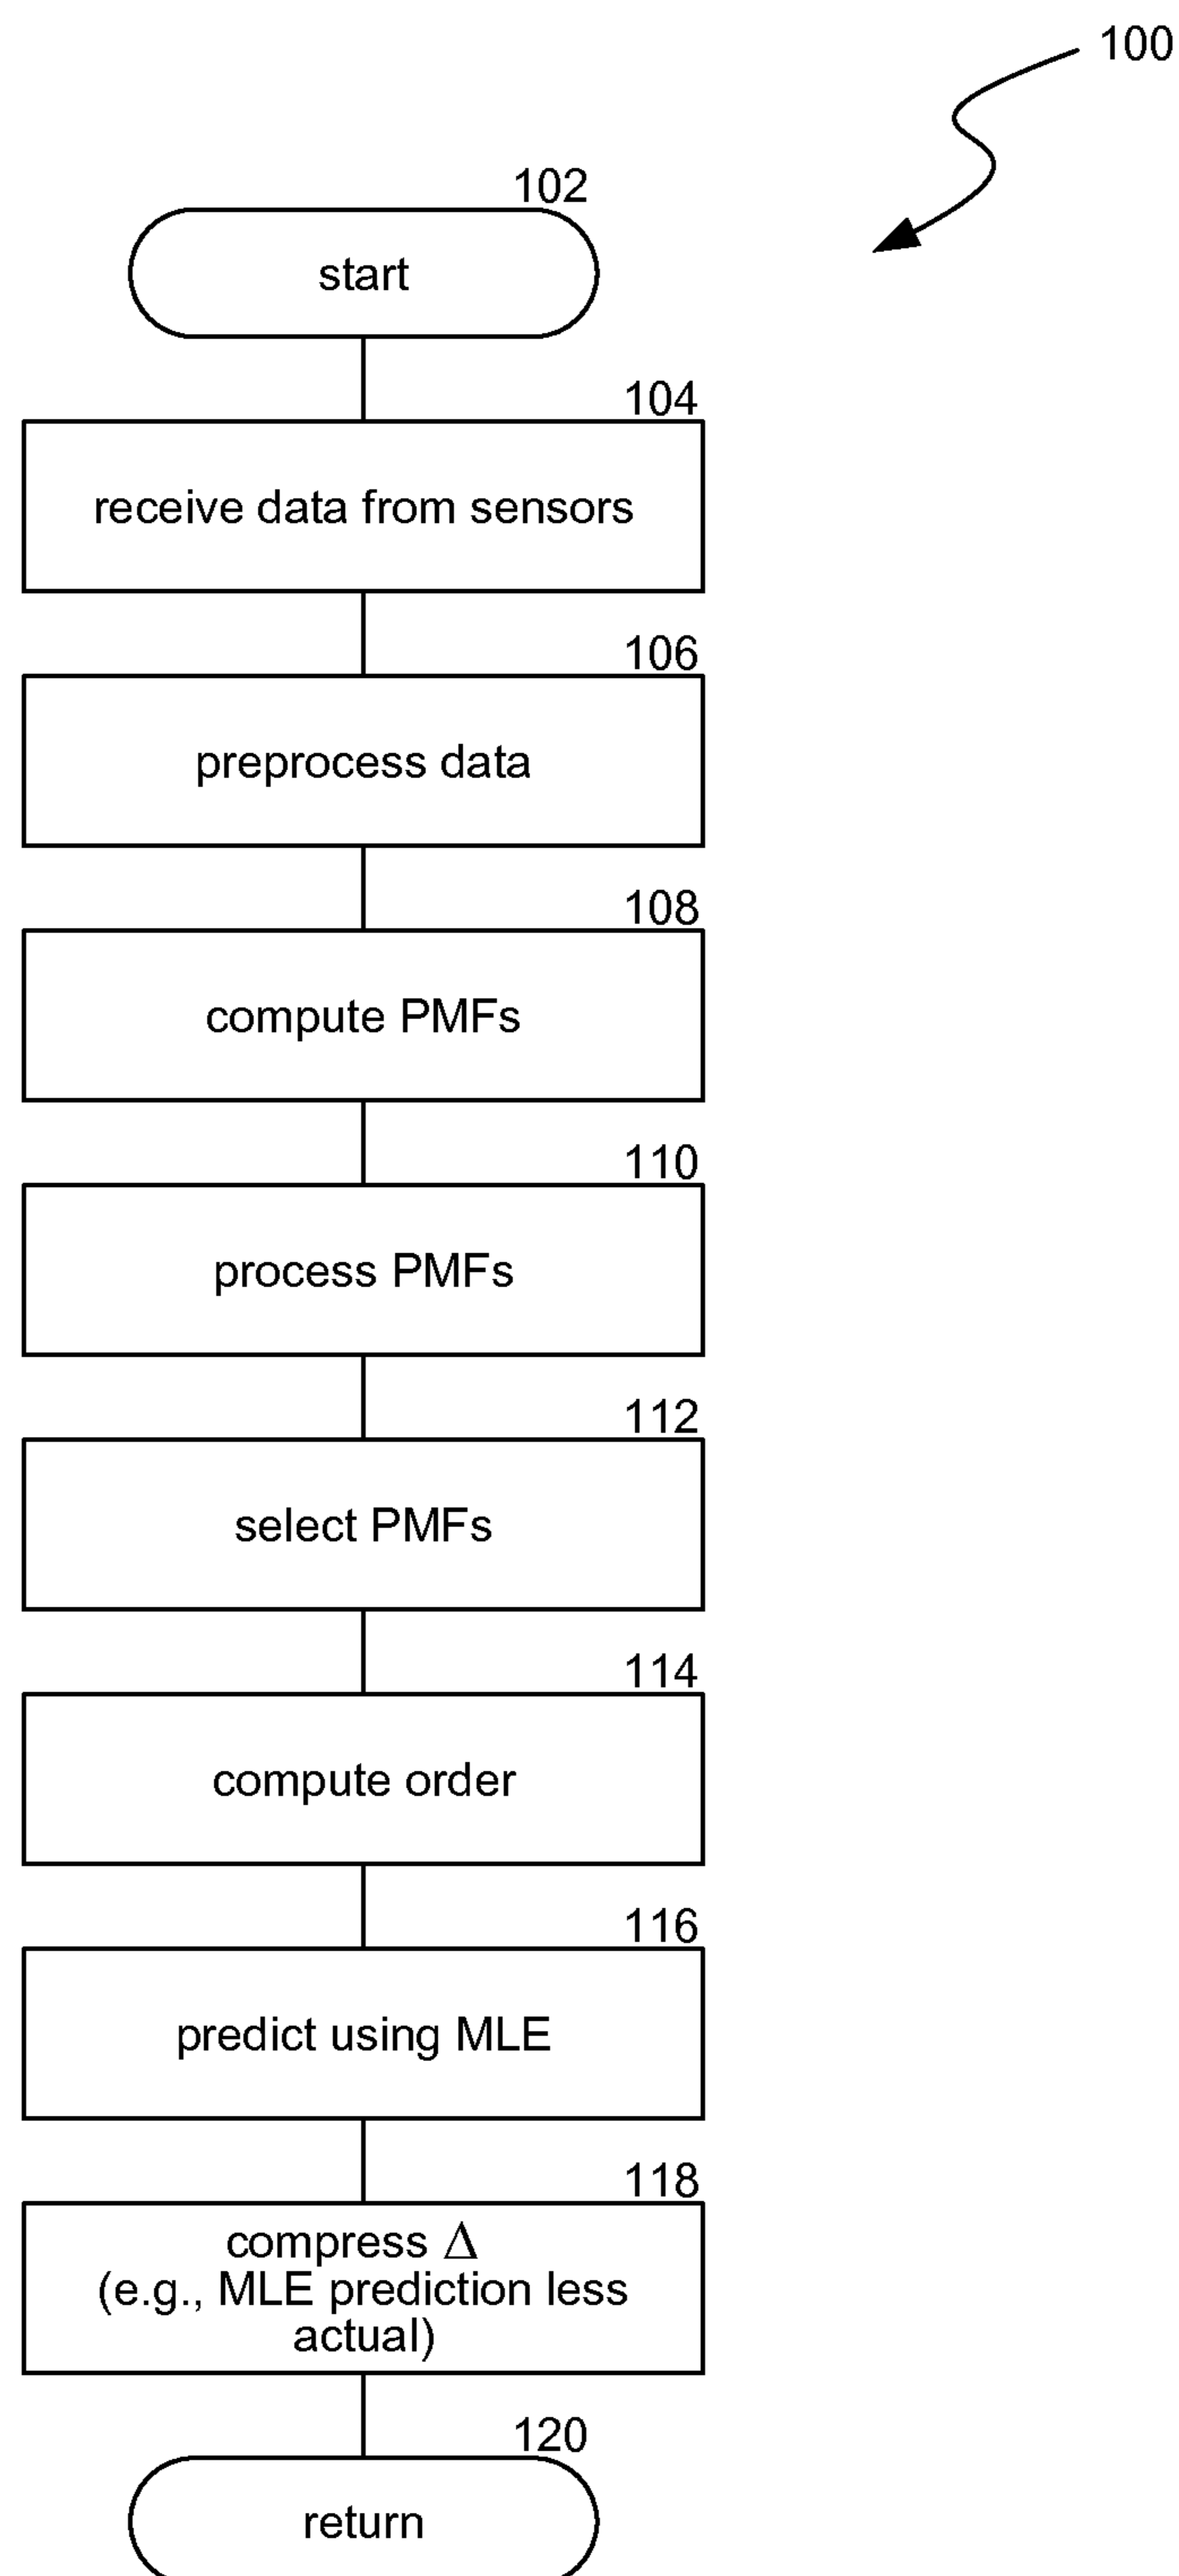 100
102
start
104
receive data from sensors
106
preprocess data
108
compute PMFs
110
process PMFs
112
select PMFs
114
compute order
116
predict using MLE
118
compress Δ
(e.g., MLE prediction less
actual)
120
return